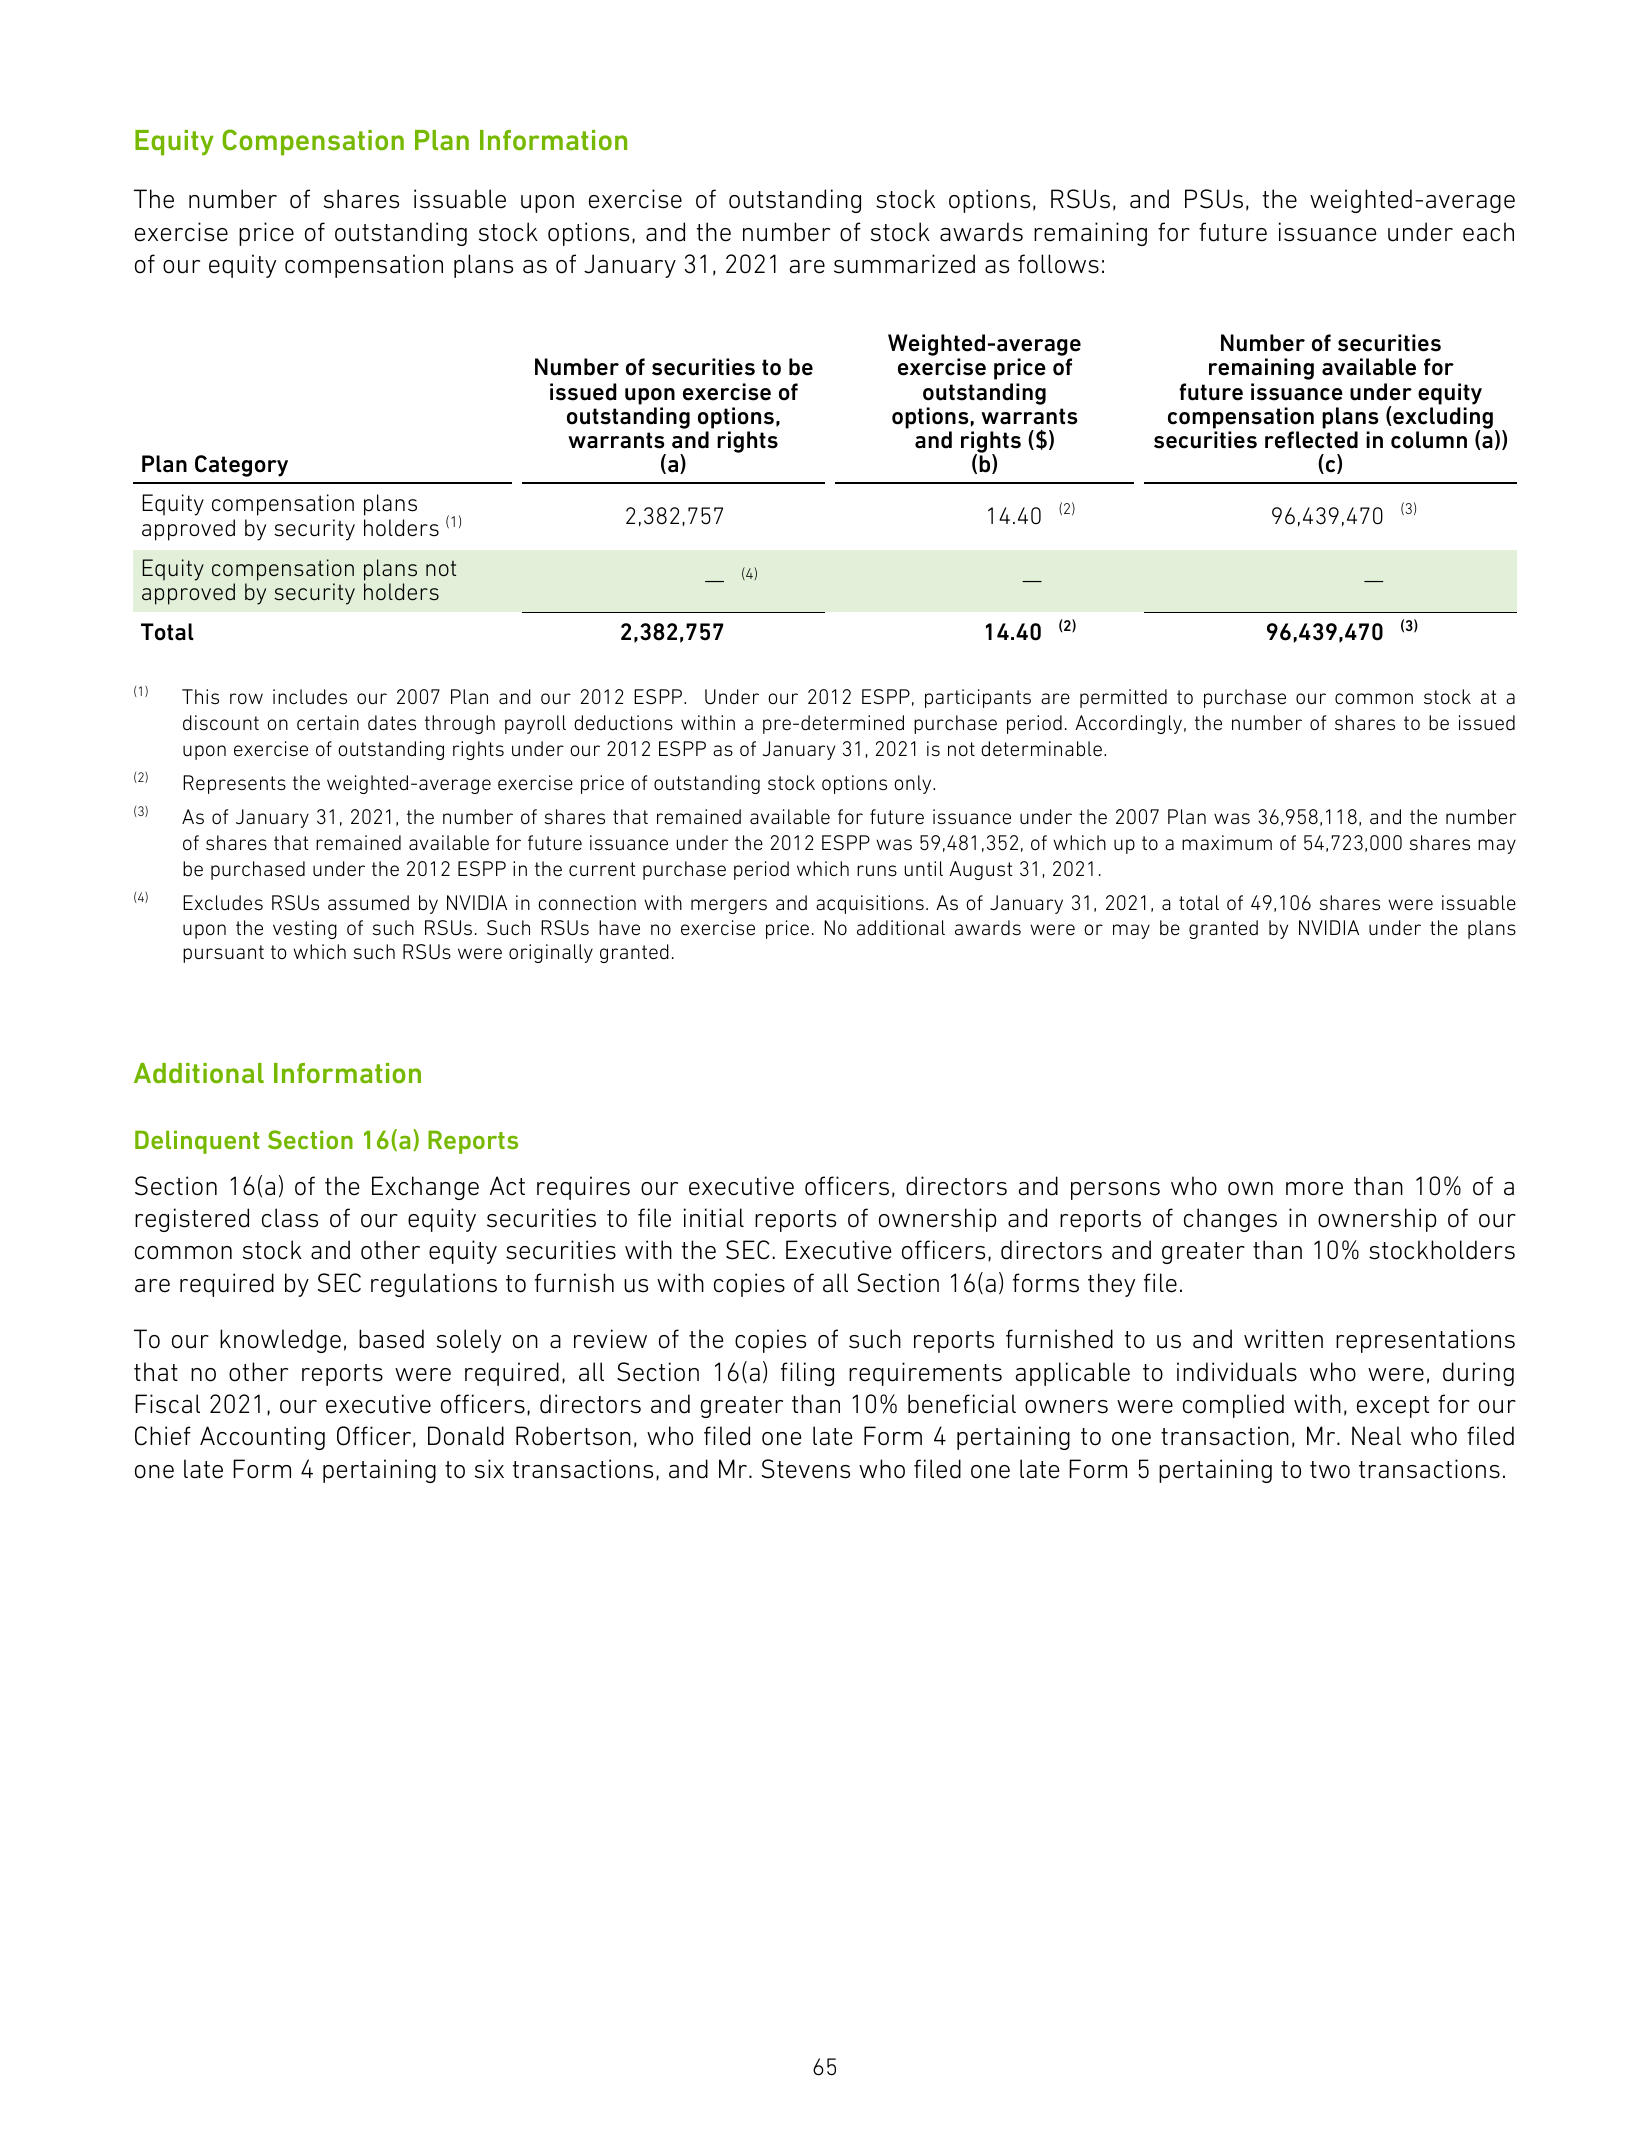 Equity Compensation Plan Information
The number of shares issuable upon exercise of outstanding stock options, RSUs, and PSUs, the weighted-average
exercise price of outstanding stock options, and the number of stock awards remaining for future issuance under each
of our equity compensation plans as of January 31, 2021 are summarized as follows:
Plan Category
Number of securities to be
issued upon exercise of
outstanding options,
warrants and rights
(a)
Weighted-average
exercise price of
outstanding
options, warrants
and rights ($)
(b)
Number of securities
remaining available for
future issuance under equity
compensation plans (excluding
securities reflected in column (a))
(c)
Equity compensation plans
approved by security holders (1)
2,382,757
14.40 (2)
96,439,470 (3)
Equity compensation plans not
approved by security holders
— (4)
—
—
Total
2,382,757
14.40 (2)
96,439,470 (3)
(1) This row includes our 2007 Plan and our 2012 ESPP. Under our 2012 ESPP, participants are permitted to purchase our common stock at a
discount on certain dates through payroll deductions within a pre-determined purchase period. Accordingly, the number of shares to be issued
upon exercise of outstanding rights under our 2012 ESPP as of January 31, 2021 is not determinable.
(2) Represents the weighted-average exercise price of outstanding stock options only.
(3) As of January 31, 2021, the number of shares that remained available for future issuance under the 2007 Plan was 36,958,118, and the number
of shares that remained available for future issuance under the 2012 ESPP was 59,481,352, of which up to a maximum of 54,723,000 shares may
be purchased under the 2012 ESPP in the current purchase period which runs until August 31, 2021.
(4) Excludes RSUs assumed by NVIDIA in connection with mergers and acquisitions. As of January 31, 2021, a total of 49,106 shares were issuable
upon the vesting of such RSUs. Such RSUs have no exercise price. No additional awards were or may be granted by NVIDIA under the plans
pursuant to which such RSUs were originally granted.
Additional Information
Delinquent Section 16(a) Reports
Section 16(a) of the Exchange Act requires our executive officers, directors and persons who own more than 10% of a
registered class of our equity securities to file initial reports of ownership and reports of changes in ownership of our
common stock and other equity securities with the SEC. Executive officers, directors and greater than 10% stockholders
are required by SEC regulations to furnish us with copies of all Section 16(a) forms they file.
To our knowledge, based solely on a review of the copies of such reports furnished to us and written representations
that no other reports were required, all Section 16(a) filing requirements applicable to individuals who were, during
Fiscal 2021, our executive officers, directors and greater than 10% beneficial owners were complied with, except for our
Chief Accounting Officer, Donald Robertson, who filed one late Form 4 pertaining to one transaction, Mr. Neal who filed
one late Form 4 pertaining to six transactions, and Mr. Stevens who filed one late Form 5 pertaining to two transactions.
65